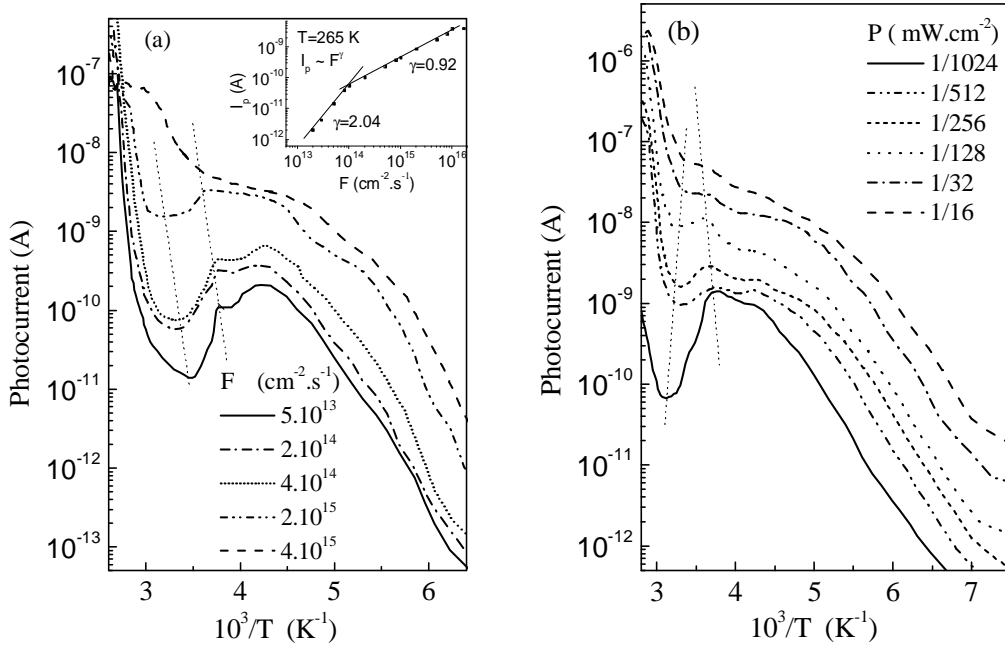 (a)
T=265 K
I_p ~ F^γ
γ=0.92
γ=2.04
10^-9
10^-10
10^-11
10^-12
I_p (A)
10^13 10^14 10^15 10^16
F (cm^-2.s^-1)
10^-7
10^-8
10^-9
10^-10
10^-11
10^-12
10^-13
Photocurrent (A)
F (cm^-2.s^-1)
5.10^13
2.10^14
4.10^14
2.10^15
4.10^15
3 4 5 6
10^3/T (K^-1)
(b)
P ( mW.cm^-2)
1/1024
1/512
1/256
1/128
1/32
1/16
10^-6
10^-7
10^-8
10^-9
10^-10
10^-11
10^-12
Photocurrent (A)
3 4 5 6 7
10^3/T (K^-1)